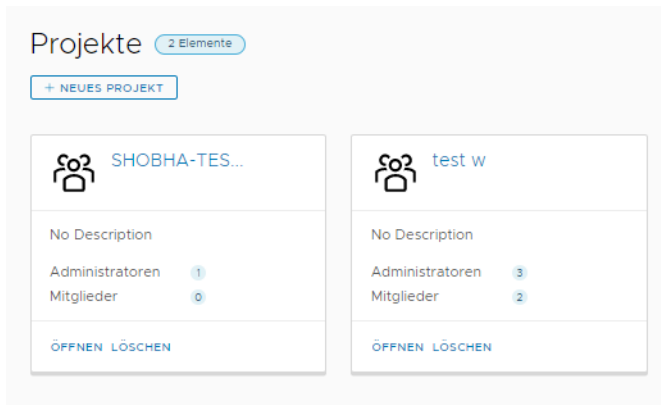 Projekte 2 Elemente
+ NEUES PROJEKT
SHOBHA-TES...
No Description
Administratoren 1
Mitglieder 0
ÖFFNEN LÖSCHEN
test w
No Description
Administratoren 3
Mitglieder 2
ÖFFNEN LÖSCHEN